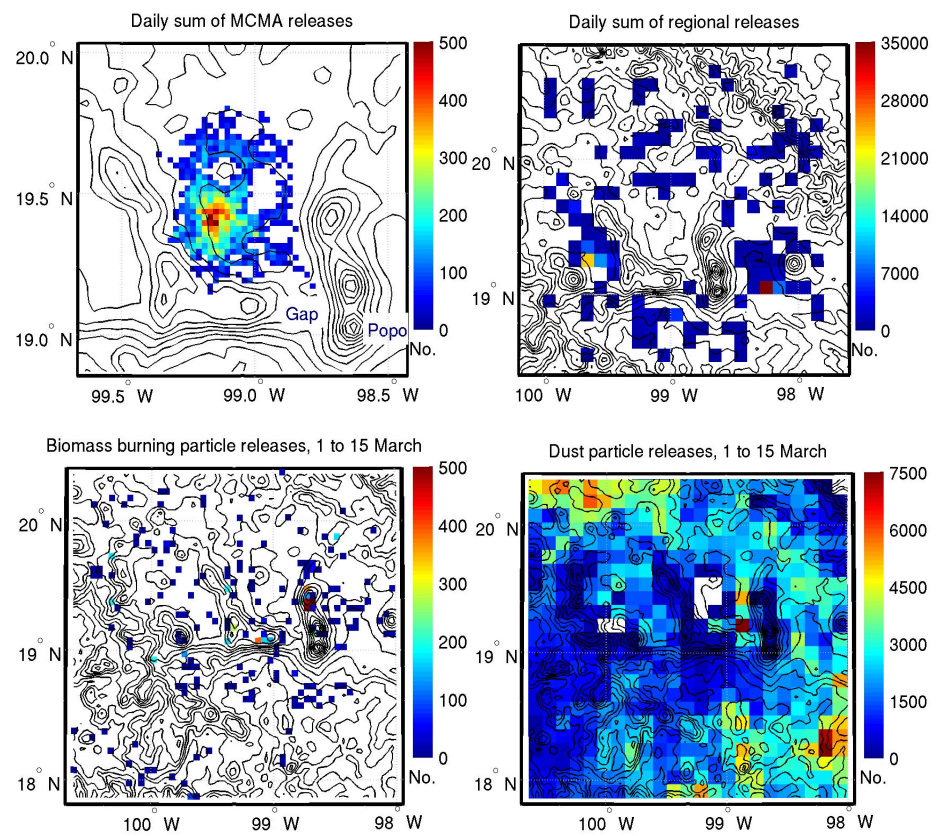 Daily sum of MCMA releases
20.0° N
19.5 N
19.0 N
99.5° W
99.0° W
98.5° W
Gap
Popo
500
400
300
200
100
0
No.
Daily sum of regional releases
20° N
19° N
100° W
99° W
98° W
35000
28000
21000
14000
7000
0
No.
Biomass burning particle releases, 1 to 15 March
20° N
19° N
18° N
100° W
99° W
98° W
500
400
300
200
100
0
No.
Dust particle releases, 1 to 15 March
20° N
19° N
18° N
100° W
99° W
98° W
7500
6000
4500
3000
1500
0
No.